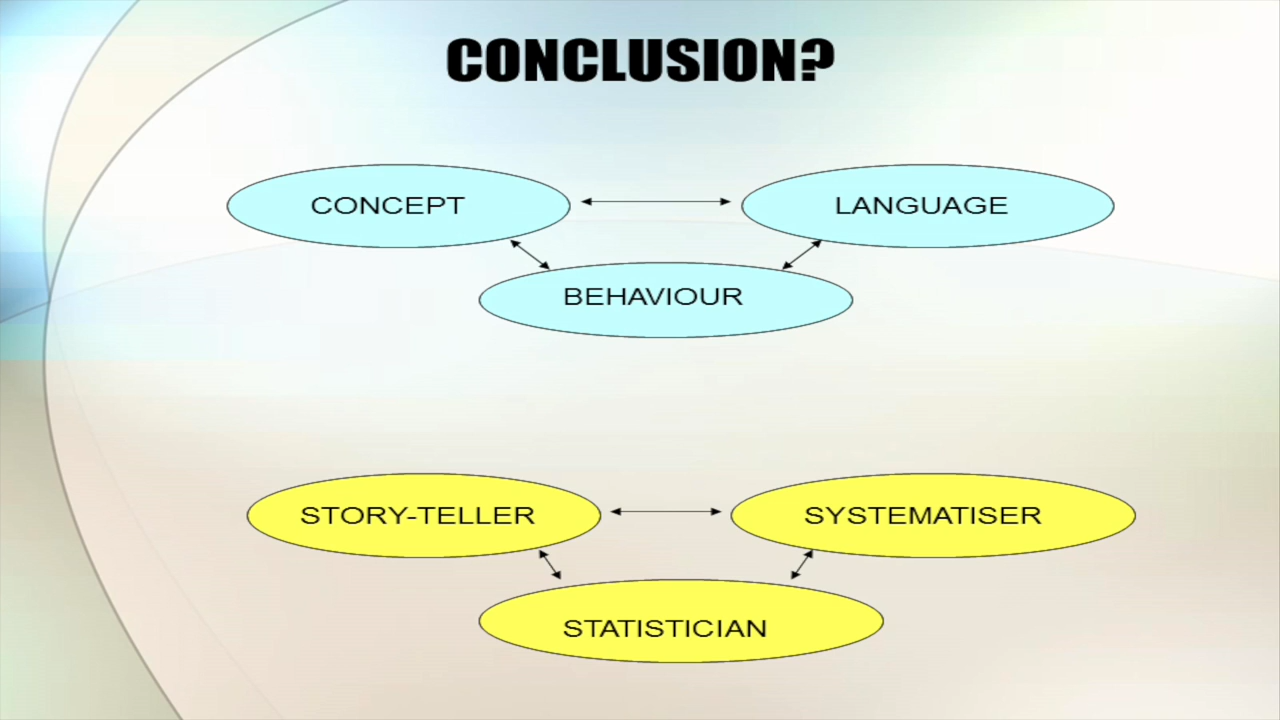 CONCLUSION?
CONCEPT
LANGUAGE
BEHAVIOUR
STORY-TELLER
SYSTEMATISER
STATISTICIAN